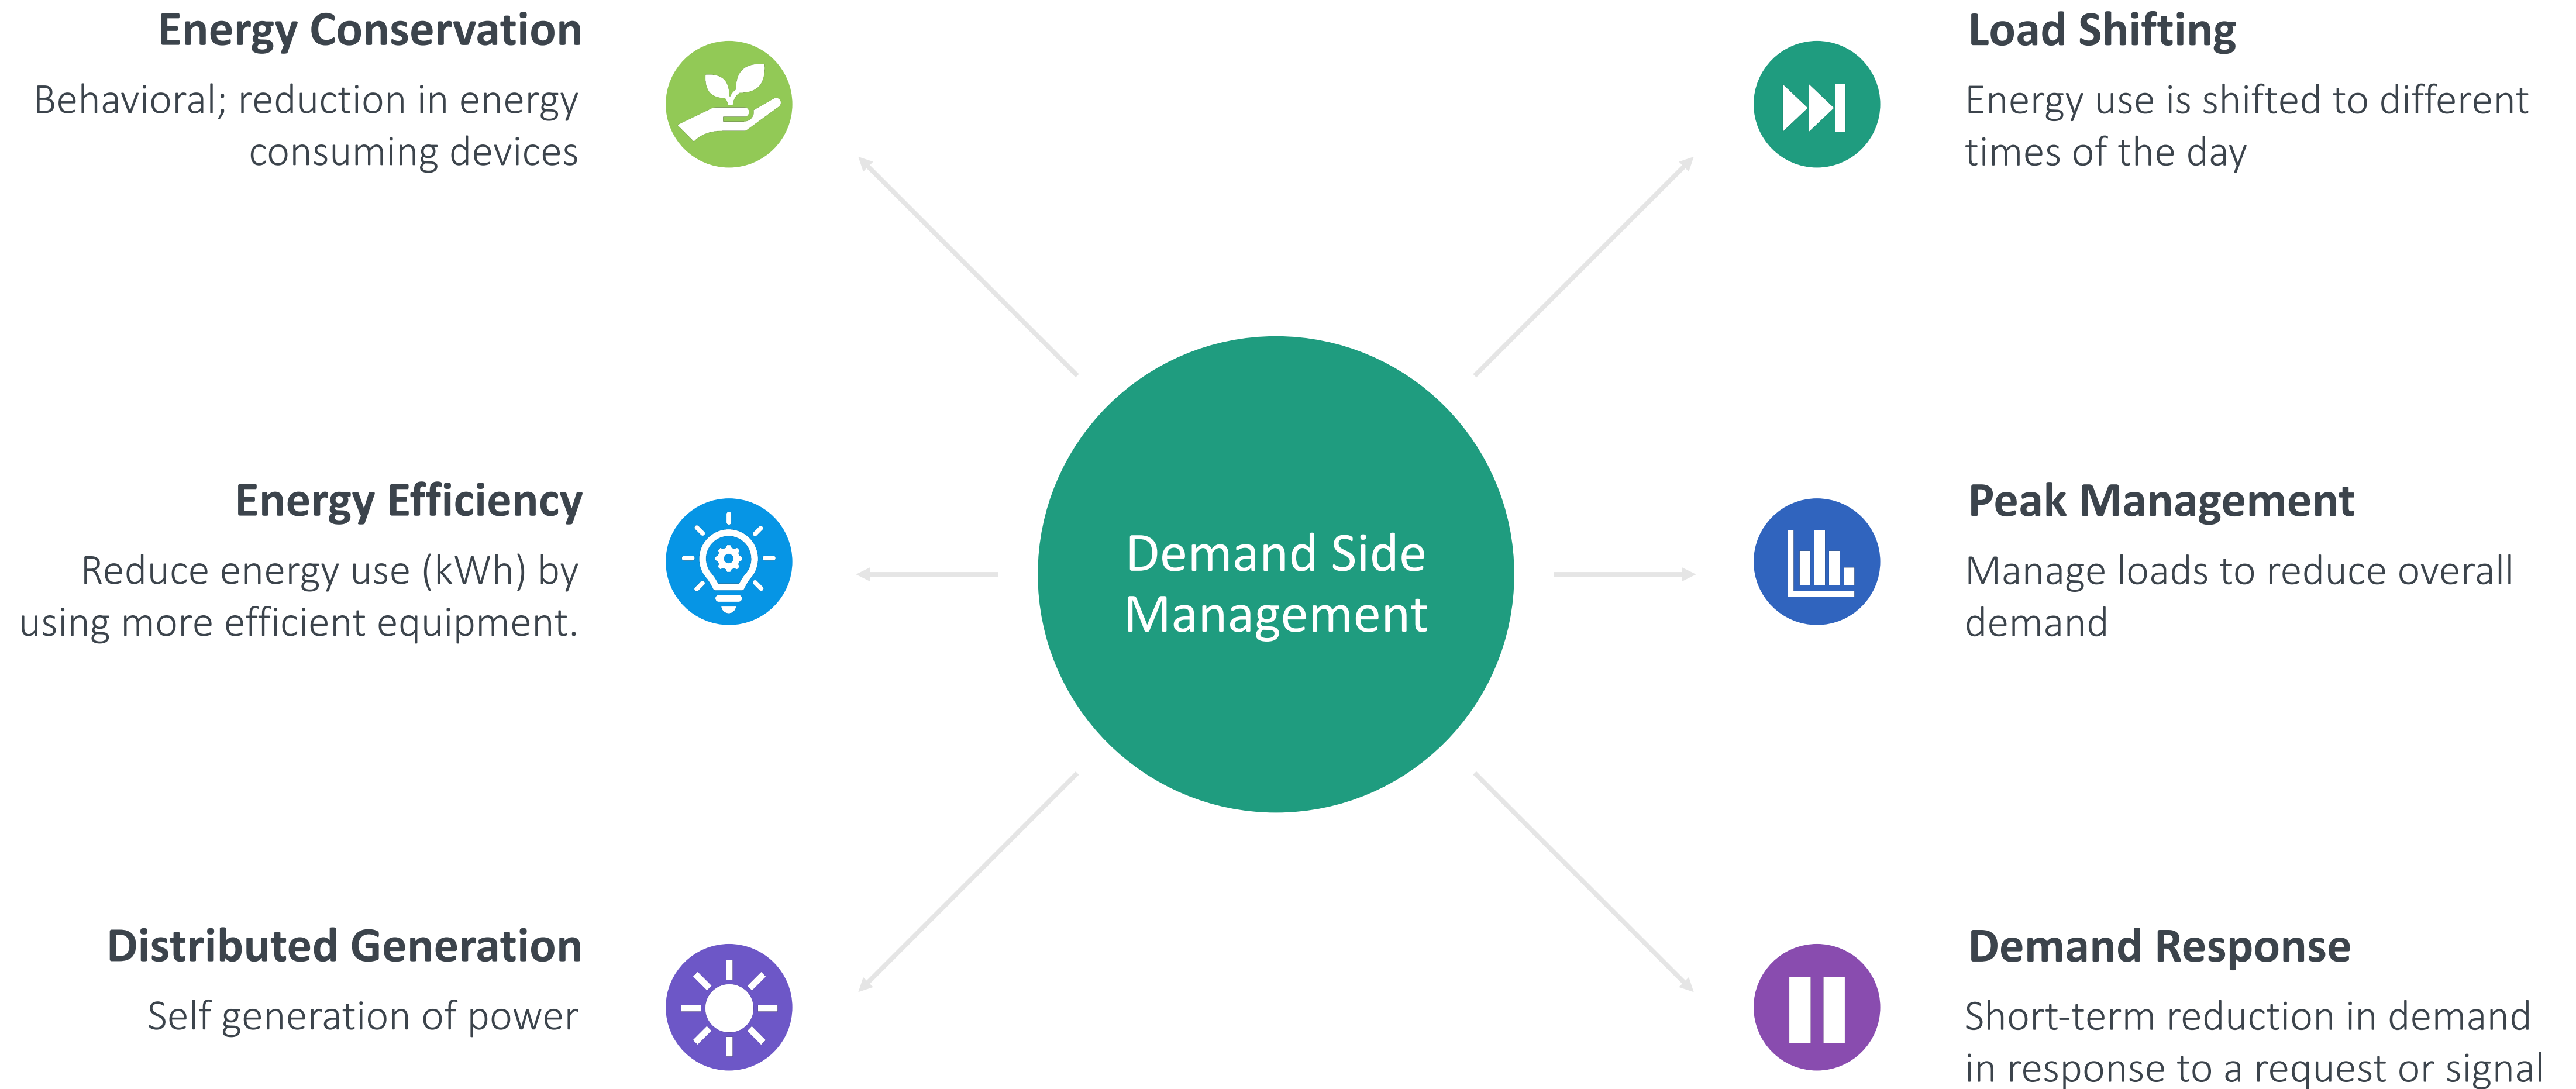 Energy Conservation
Behavioral; reduction in energy
consuming devices
Energy Efficiency
Reduce energy use (kWh) by
using more efficient equipment.
Distributed Generation
Self generation of power
Demand Side
Management
Load Shifting
Energy use is shifted to different
times of the day
Peak Management
Manage loads to reduce overall
demand
Demand Response
Short-term reduction in demand
in response to a request or signal